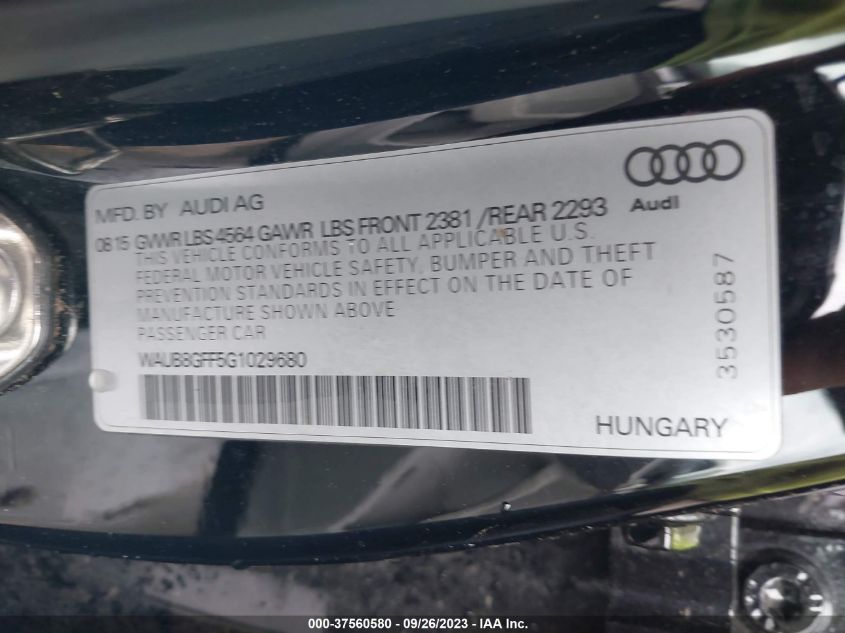 MFD. BY AUDI AG
Audi
08 15 GVWR LBS 4564 GAWR LBS FRONT 2381 / REAR 2293
THIS VEHICLE CONFORMS TO ALL APPLICABLE U.S.
FEDERAL MOTOR VEHICLE SAFETY, BUMPER AND THEFT
PREVENTION STANDARDS IN EFFECT ON THE DATE OF
MANUFACTURE SHOWN ABOVE
PASSENGER CAR
WAUB8GFF5G1029680
HUNGARY
3530587
000-37560580 - 09/26/2023 - IAA Inc.